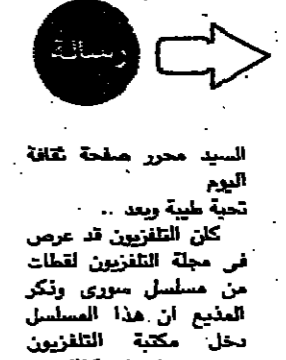 رسالة
السيد محرر صفحة ثقافة
اليوم
تحية طيبة وبعد ..
كان التلفزيون قد عرض
فى مجلة التلفزيون لقطات
من مسلسل سورى وذكر
المذيع ان هذا المسلسل
دخل مكتبة التلفزيون